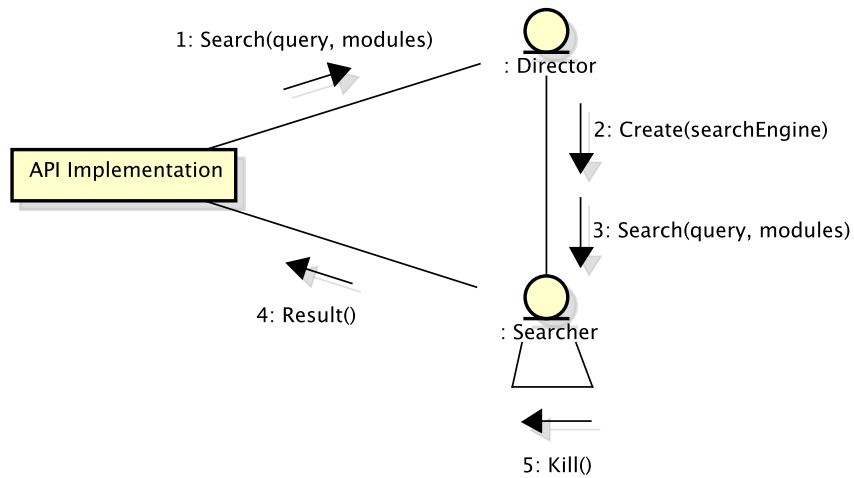 1: Search(query, modules)
: Director
2: Create(searchEngine)
API Implementation
3: Search(query, modules)
4: Result()
: Searcher
5: Kill()